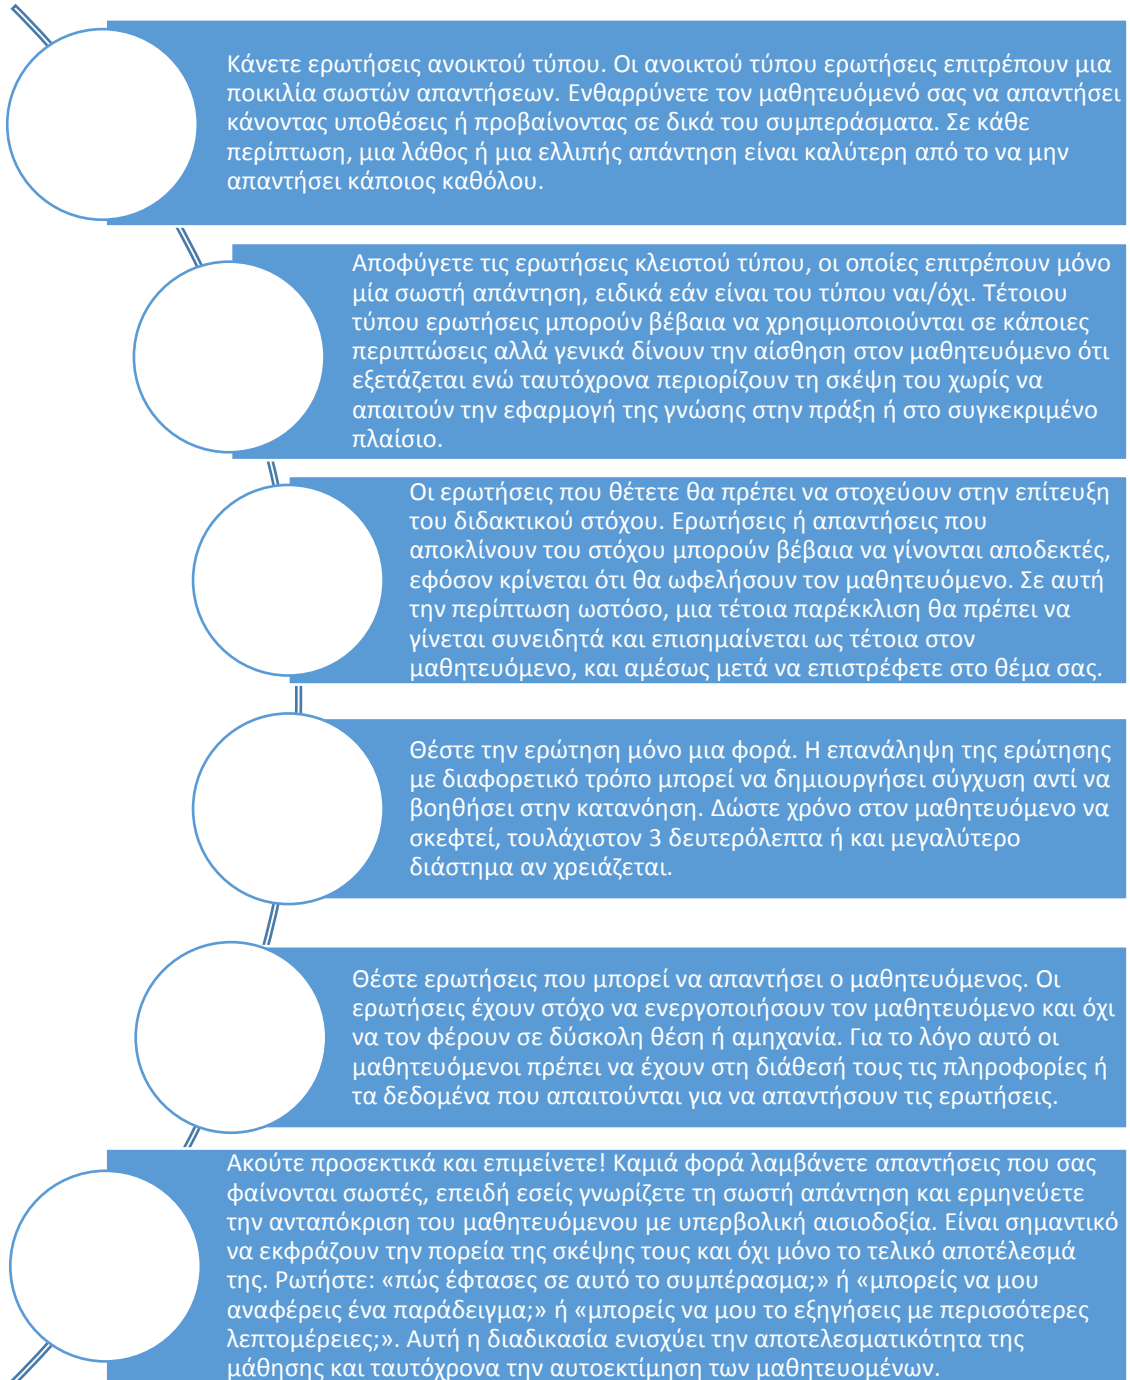 Κάνετε ερωτήσεις ανοικτού τύπου. Οι ανοικτού τύπου ερωτήσεις επιτρέπουν μια
ποικιλία σωστών απαντήσεων. Ενθαρρύνετε τον μαθητευόμενό σας να απαντήσει
κάνοντας υποθέσεις ή προβαίνοντας σε δικά του συμπεράσματα. Σε κάθε
περίπτωση, μια λάθος ή μια ελλιπής απάντηση είναι καλύτερη από το να μην
απαντήσει κάποιος καθόλου.
Αποφύγετε τις ερωτήσεις κλειστού τύπου, οι οποίες επιτρέπουν μόνο
μία σωστή απάντηση, ειδικά εάν είναι του τύπου ναι/όχι. Τέτοιου
τύπου ερωτήσεις μπορούν βέβαια να χρησιμοποιούνται σε κάποιες
περιπτώσεις αλλά γενικά δίνουν την αίσθηση στον μαθητευόμενο ότι
εξετάζεται ενώ ταυτόχρονα περιορίζουν τη σκέψη του χωρίς να
απαιτούν την εφαρμογή της γνώσης στην πράξη ή στο συγκεκριμένο
πλαίσιο.
Οι ερωτήσεις που θέτετε θα πρέπει να στοχεύουν στην επίτευξη
του διδακτικού στόχου. Ερωτήσεις ή απαντήσεις που
αποκλίνουν του στόχου μπορούν βέβαια να γίνονται αποδεκτές,
εφόσον κρίνεται ότι θα ωφελήσουν τον μαθητευόμενο. Σε αυτή
την περίπτωση ωστόσο, μια τέτοια παρέκκλιση θα πρέπει να
γίνεται συνειδητά και επισημαίνεται ως τέτοια στον
μαθητευόμενο, και αμέσως μετά να επιστρέφετε στο θέμα σας.
Θέστε την ερώτηση μόνο μια φορά. Η επανάληψη της ερώτησης
με διαφορετικό τρόπο μπορεί να δημιουργήσει σύγχυση αντί να
βοηθήσει στην κατανόηση. Δώστε χρόνο στον μαθητευόμενο να
σκεφτεί, τουλάχιστον 3 δευτερόλεπτα ή και μεγαλύτερο
διάστημα αν χρειάζεται.
Θέστε ερωτήσεις που μπορεί να απαντήσει ο μαθητευόμενος. Οι
ερωτήσεις έχουν στόχο να ενεργοποιήσουν τον μαθητευόμενο και όχι
να τον φέρουν σε δύσκολη θέση ή αμηχανία. Για το λόγο αυτό οι
μαθητευόμενοι πρέπει να έχουν στη διάθεσή τους τις πληροφορίες ή
τα δεδομένα που απαιτούνται για να απαντήσουν τις ερωτήσεις.
Ακούτε προσεκτικά και επιμείνετε! Καμιά φορά λαμβάνετε απαντήσεις που σας
φαίνονται σωστές, επειδή εσείς γνωρίζετε τη σωστή απάντηση και ερμηνεύετε
την ανταπόκριση του μαθητευόμενου με υπερβολική αισιοδοξία. Είναι σημαντικό
να εκφράζουν την πορεία της σκέψης τους και όχι μόνο το τελικό αποτέλεσμά
της. Ρωτήστε: «πώς έφτασες σε αυτό το συμπέρασμα;» ή «μπορείς να μου
αναφέρεις ένα παράδειγμα;» ή «μπορείς να μου το εξηγήσεις με περισσότερες
λεπτομέρειες;». Αυτή η διαδικασία ενισχύει την αποτελεσματικότητα της
μάθησης και ταυτόχρονα την αυτοεκτίμηση των μαθητευομένων.